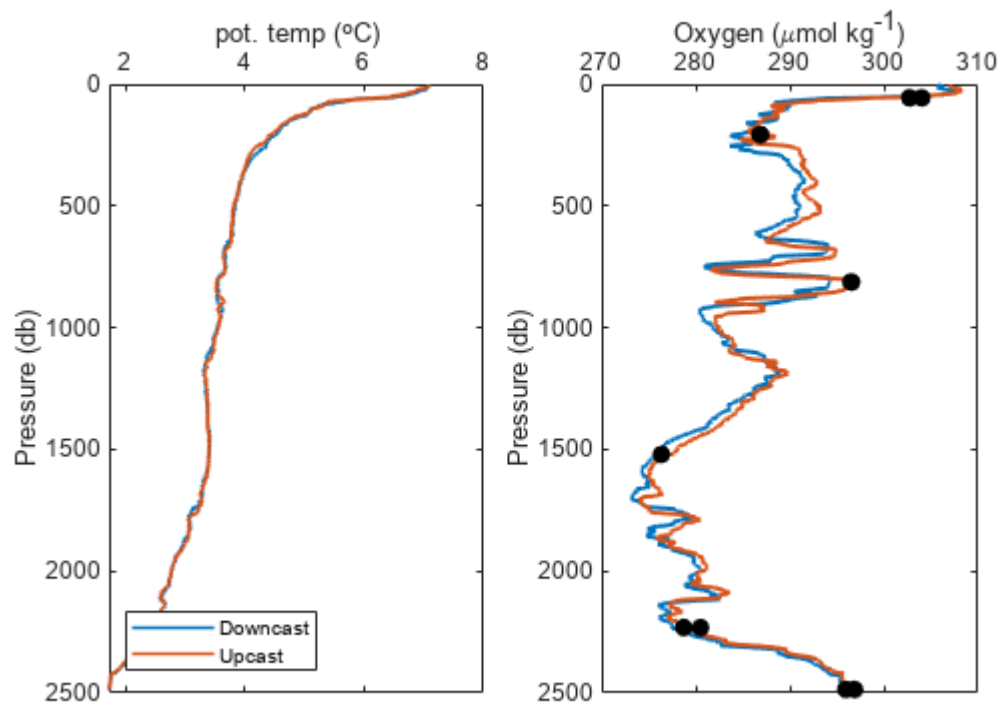 pot. temp (ºC)
2 4 6 8
0
500
1000
1500
2000
2500
Pressure (db)
Downcast
Upcast
Oxygen (μmol kg⁻¹)
270 280 290 300 310
0
500
1000
1500
2000
2500
Pressure (db)